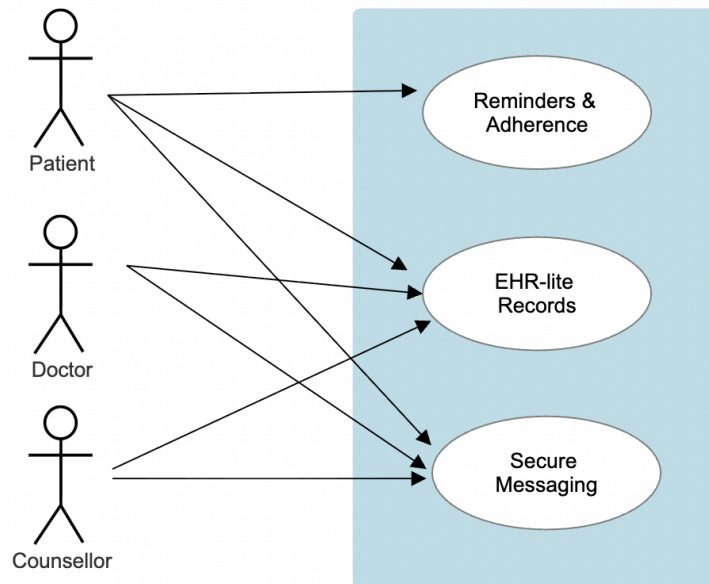 Patient
Reminders &
Adherence
Doctor
EHR-lite
Records
Counsellor
Secure
Messaging